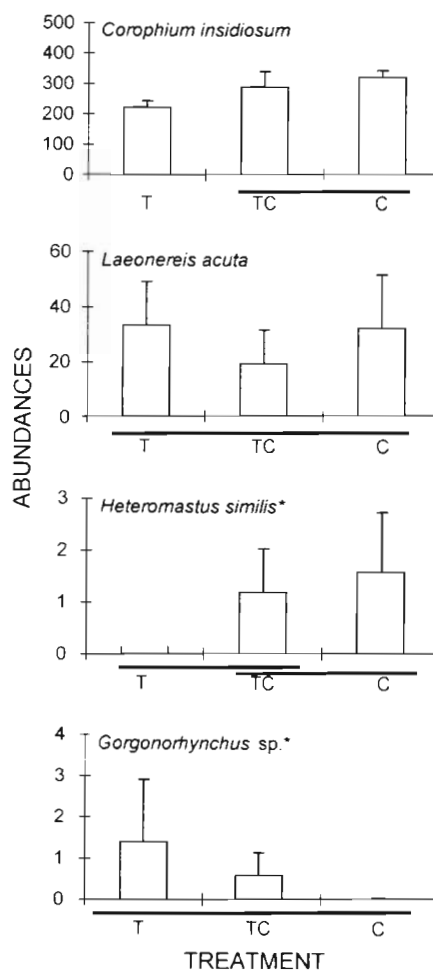 500
Corophium insidiosum
400
300
200
100
0
T TC C
60
Laeonereis acuta
40
20
0
T TC C
ABUNDANCES
3
Heteromastus similis*
2
1
0
T TC C
4
Gorgonorhynchus sp.*
3
2
1
0
T TC C
TREATMENT